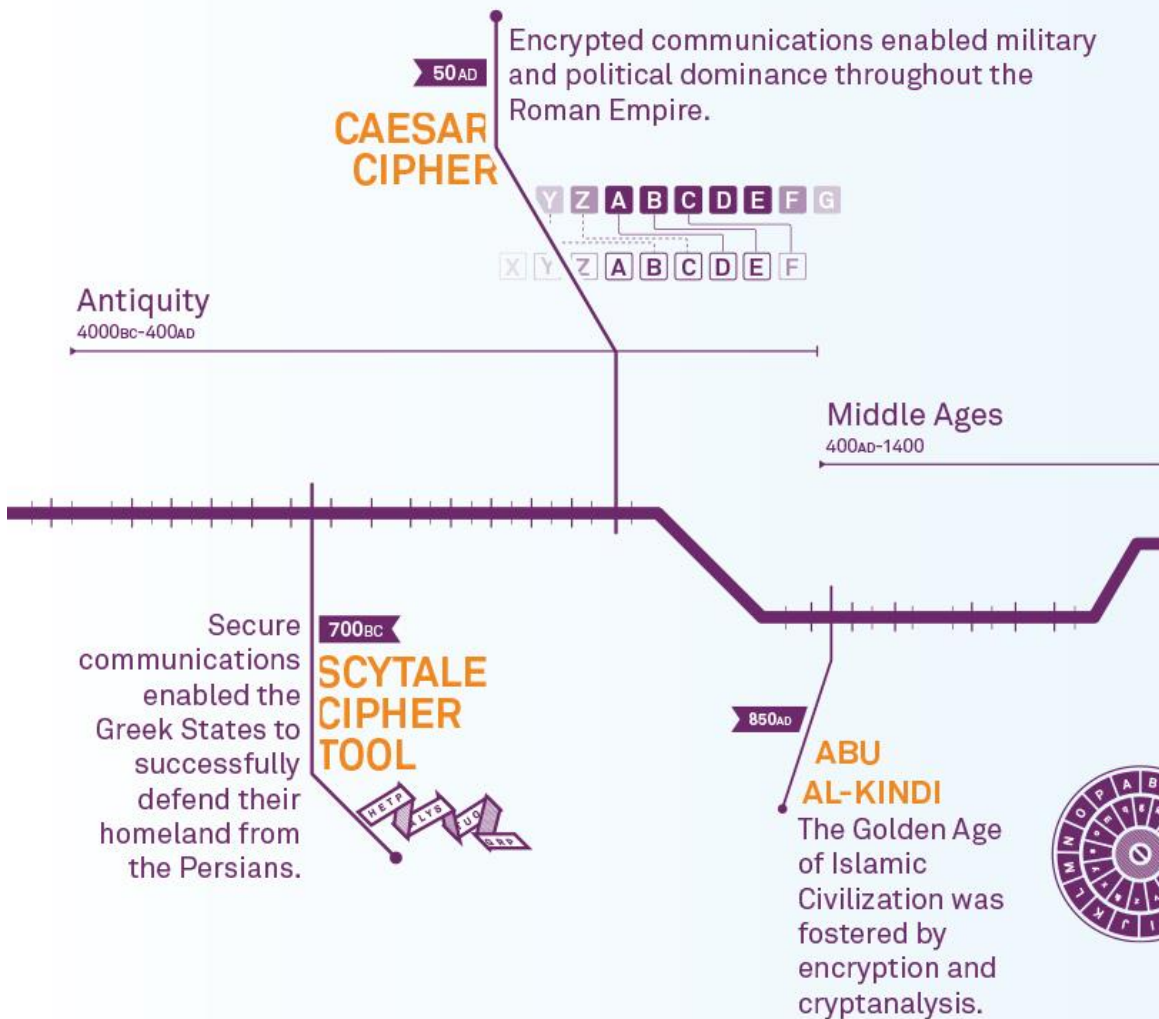 50AD
CAESAR
CIPHER
Encrypted communications enabled military
and political dominance throughout the
Roman Empire.
Y Z A B C D E F G
X Y Z A B C D E F
Antiquity
4000BC-400AD
Middle Ages
400AD-1400
Secure
communications
enabled the
Greek States to
successfully
defend their
homeland from
the Persians.
700BC
SCYTALE
CIPHER
TOOL
HETP
ALYS
850AD
ABU
AL-KINDI
The Golden Age
of Islamic
Civilization was
fostered by
encryption and
cryptanalysis.
I J K L M N O P A B